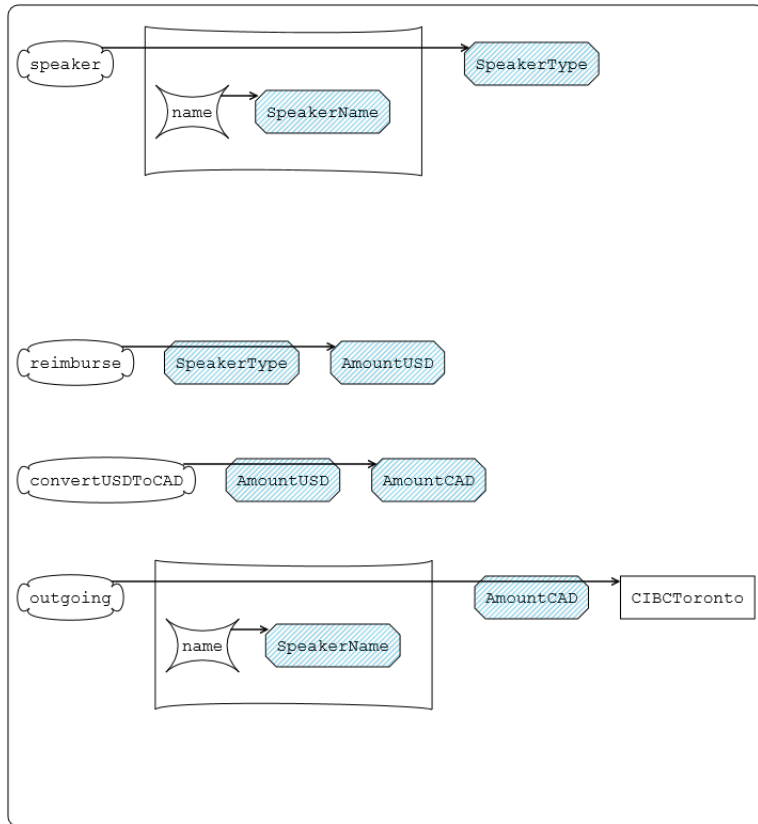 speaker SpeakerType
name SpeakerName
reimburse SpeakerType AmountUSD
convertUSDToCAD AmountUSD AmountCAD
outgoing AmountCAD CIBCToronto
name SpeakerName